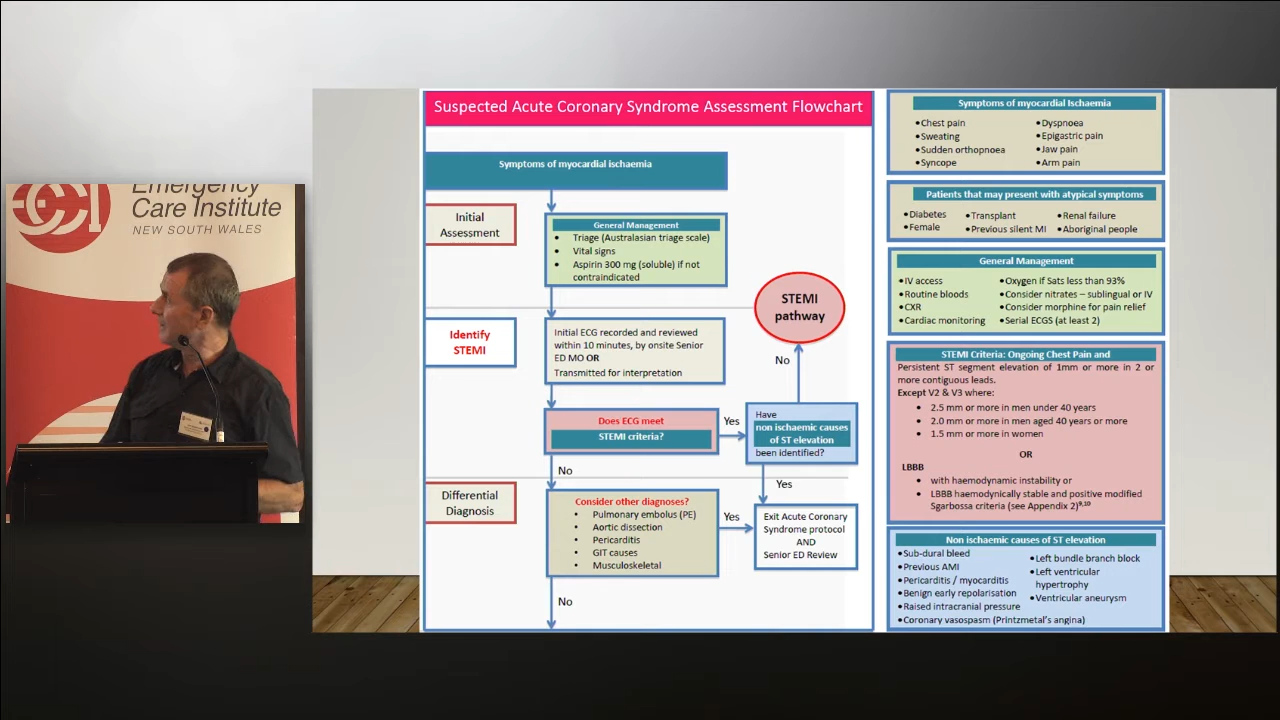 Emergency
Care Institute
NEW SOUTH WALES
Suspected Acute Coronary Syndrome Assessment Flowchart
Symptoms of myocardial ischaemia
Initial
Assessment
General Management
• Triage (Australasian triage scale)
• Vital signs
• Aspirin 300 mg (soluble) if not
contraindicated
STEMI
pathway
Identify
STEMI
Initial ECG recorded and reviewed
within 10 minutes, by onsite Senior
ED MO OR
Transmitted for interpretation
No
Does ECG meet
STEMI criteria?
Yes
Have
non ischaemic causes
of ST elevation
been identified?
No
Yes
Differential
Diagnosis
Consider other diagnoses?
• Pulmonary embolus (PE)
• Aortic dissection
• Pericarditis
• GIT causes
• Musculoskeletal
Yes
Exit Acute Coronary
Syndrome protocol
AND
Senior ED Review
No
Symptoms of myocardial Ischaemia
• Chest pain
• Sweating
• Sudden orthopnoea
• Syncope
• Dyspnoea
• Epigastric pain
• Jaw pain
• Arm pain
Patients that may present with atypical symptoms
• Diabetes
• Female
• Transplant
• Previous silent MI
• Renal failure
• Aboriginal people
General Management
• IV access
• Routine bloods
• CXR
• Cardiac monitoring
• Oxygen if Sats less than 93%
• Consider nitrates – sublingual or IV
• Consider morphine for pain relief
• Serial ECGS (at least 2)
STEMI Criteria: Ongoing Chest Pain and
Persistent ST segment elevation of 1mm or more in 2 or
more contiguous leads.
Except V2 & V3 where:
• 2.5 mm or more in men under 40 years
• 2.0 mm or more in men aged 40 years or more
• 1.5 mm or more in women
OR
LBBB
• with haemodynamic instability or
• LBBB haemodynically stable and positive modified
Sgarbossa criteria (see Appendix 2)9,10
Non ischaemic causes of ST elevation
• Sub-dural bleed
• Previous AMI
• Pericarditis / myocarditis
• Benign early repolarisation
• Raised intracranial pressure
• Coronary vasospasm (Printzmetal's angina)
• Left bundle branch block
• Left ventricular
hypertrophy
• Ventricular aneurysm